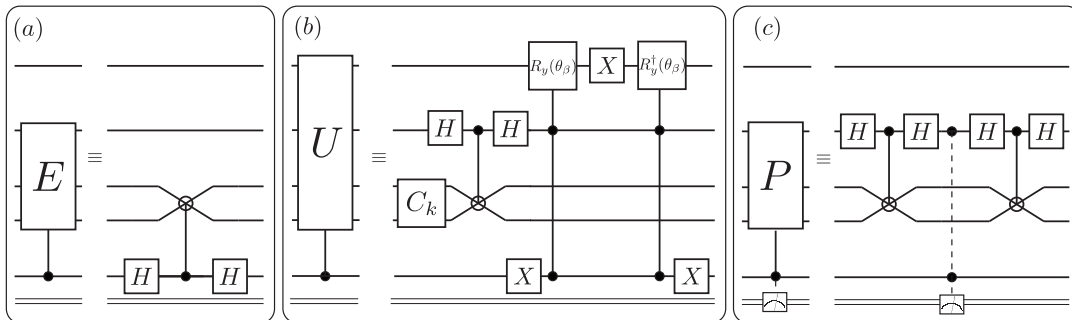 (a)
E ≡
H H
(b)
U ≡
R_y(θ_β) X R_y^†(θ_β)
H H
C_k
X X
(c)
P ≡
H H H H